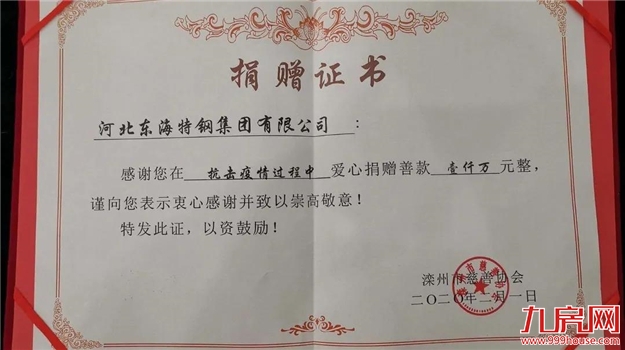 捐赠证书
河北东海特钢集团有限公司：
感谢您在 抗击疫情过程中 爱心捐赠善款 壹仟万 元整，
谨向您表示衷心感谢并致以崇高敬意！
特发此证，以资鼓励！
滦州市慈善协会
二〇二〇年二月一日
九房网
www.999house.com